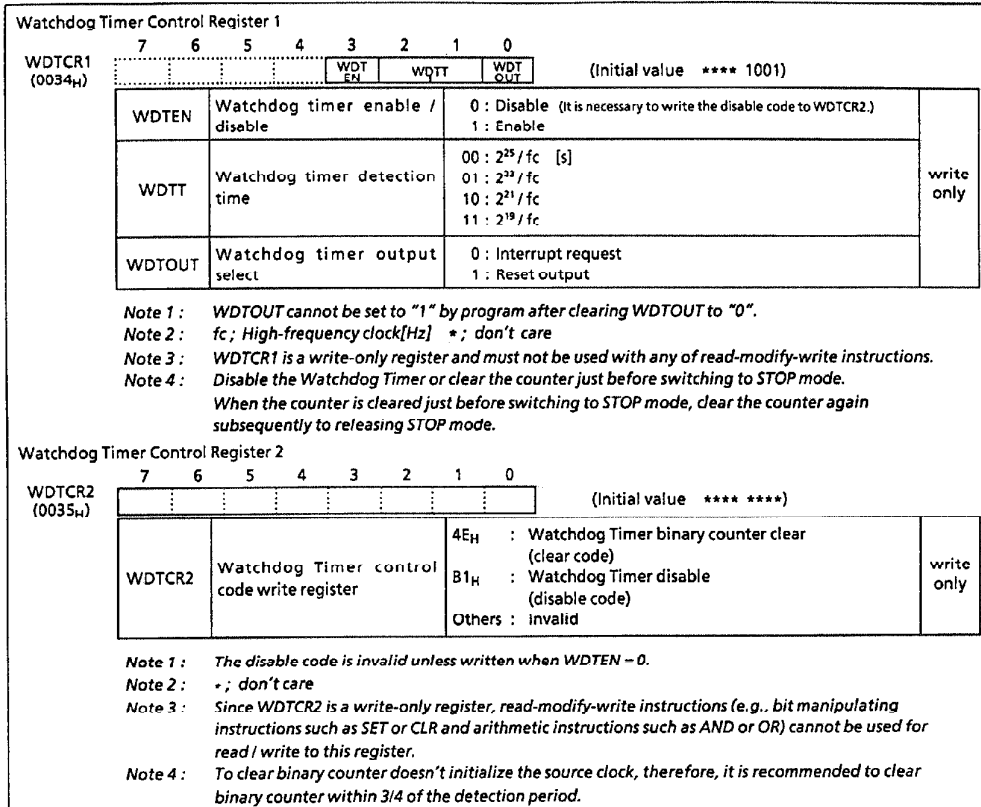 Watchdog Timer Control Register 1
7 6 5 4 3 2 1 0
WDTCR1
(0034H)
WDT EN WDTT WDT OUT (Initial value **** 1001)
WDTEN Watchdog timer enable / disable
0 : Disable (It is necessary to write the disable code to WDTCR2.)
1 : Enable
WDTT Watchdog timer detection time
00 : 2²⁵/fc [s]
01 : 2²³/fc
10 : 2²¹/fc
11 : 2¹⁹/fc
WDTOUT Watchdog timer output select
0 : Interrupt request
1 : Reset output
write only
Note 1 : WDTOUT cannot be set to "1" by program after clearing WDTOUT to "0".
Note 2 : fc ; High-frequency clock[Hz] * ; don't care
Note 3 : WDTCR1 is a write-only register and must not be used with any of read-modify-write instructions.
Note 4 : Disable the Watchdog Timer or clear the counter just before switching to STOP mode.
When the counter is cleared just before switching to STOP mode, clear the counter again
subsequently to releasing STOP mode.
Watchdog Timer Control Register 2
7 6 5 4 3 2 1 0
WDTCR2
(0035H)
(Initial value **** ****)
WDTCR2 Watchdog Timer control code write register
4EH : Watchdog Timer binary counter clear
(clear code)
B1H : Watchdog Timer disable
(disable code)
Others : Invalid
write only
Note 1 : The disable code is invalid unless written when WDTEN = 0.
Note 2 : * ; don't care
Note 3 : Since WDTCR2 is a write-only register, read-modify-write instructions (e.g., bit manipulating
instructions such as SET or CLR and arithmetic instructions such as AND or OR) cannot be used for
read / write to this register.
Note 4 : To clear binary counter doesn't initialize the source clock, therefore, it is recommended to clear
binary counter within 3/4 of the detection period.